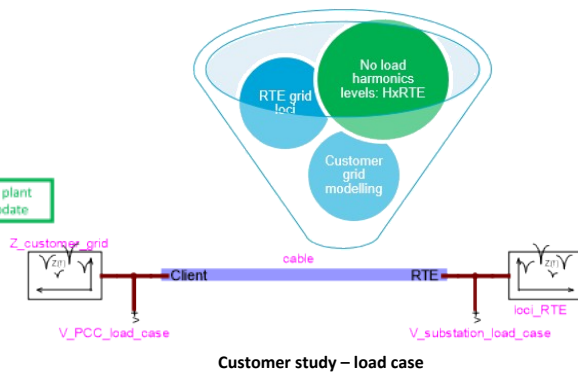 No load
harmonics
levels: HxRTE
RTE grid
loci
Customer
grid
modelling
plant
Z_customer_grid
Z(f)
Client
cable
RTE
Z(f)
loci_RTE
V_PCC_load_case
V_substation_load_case
Customer study – load case